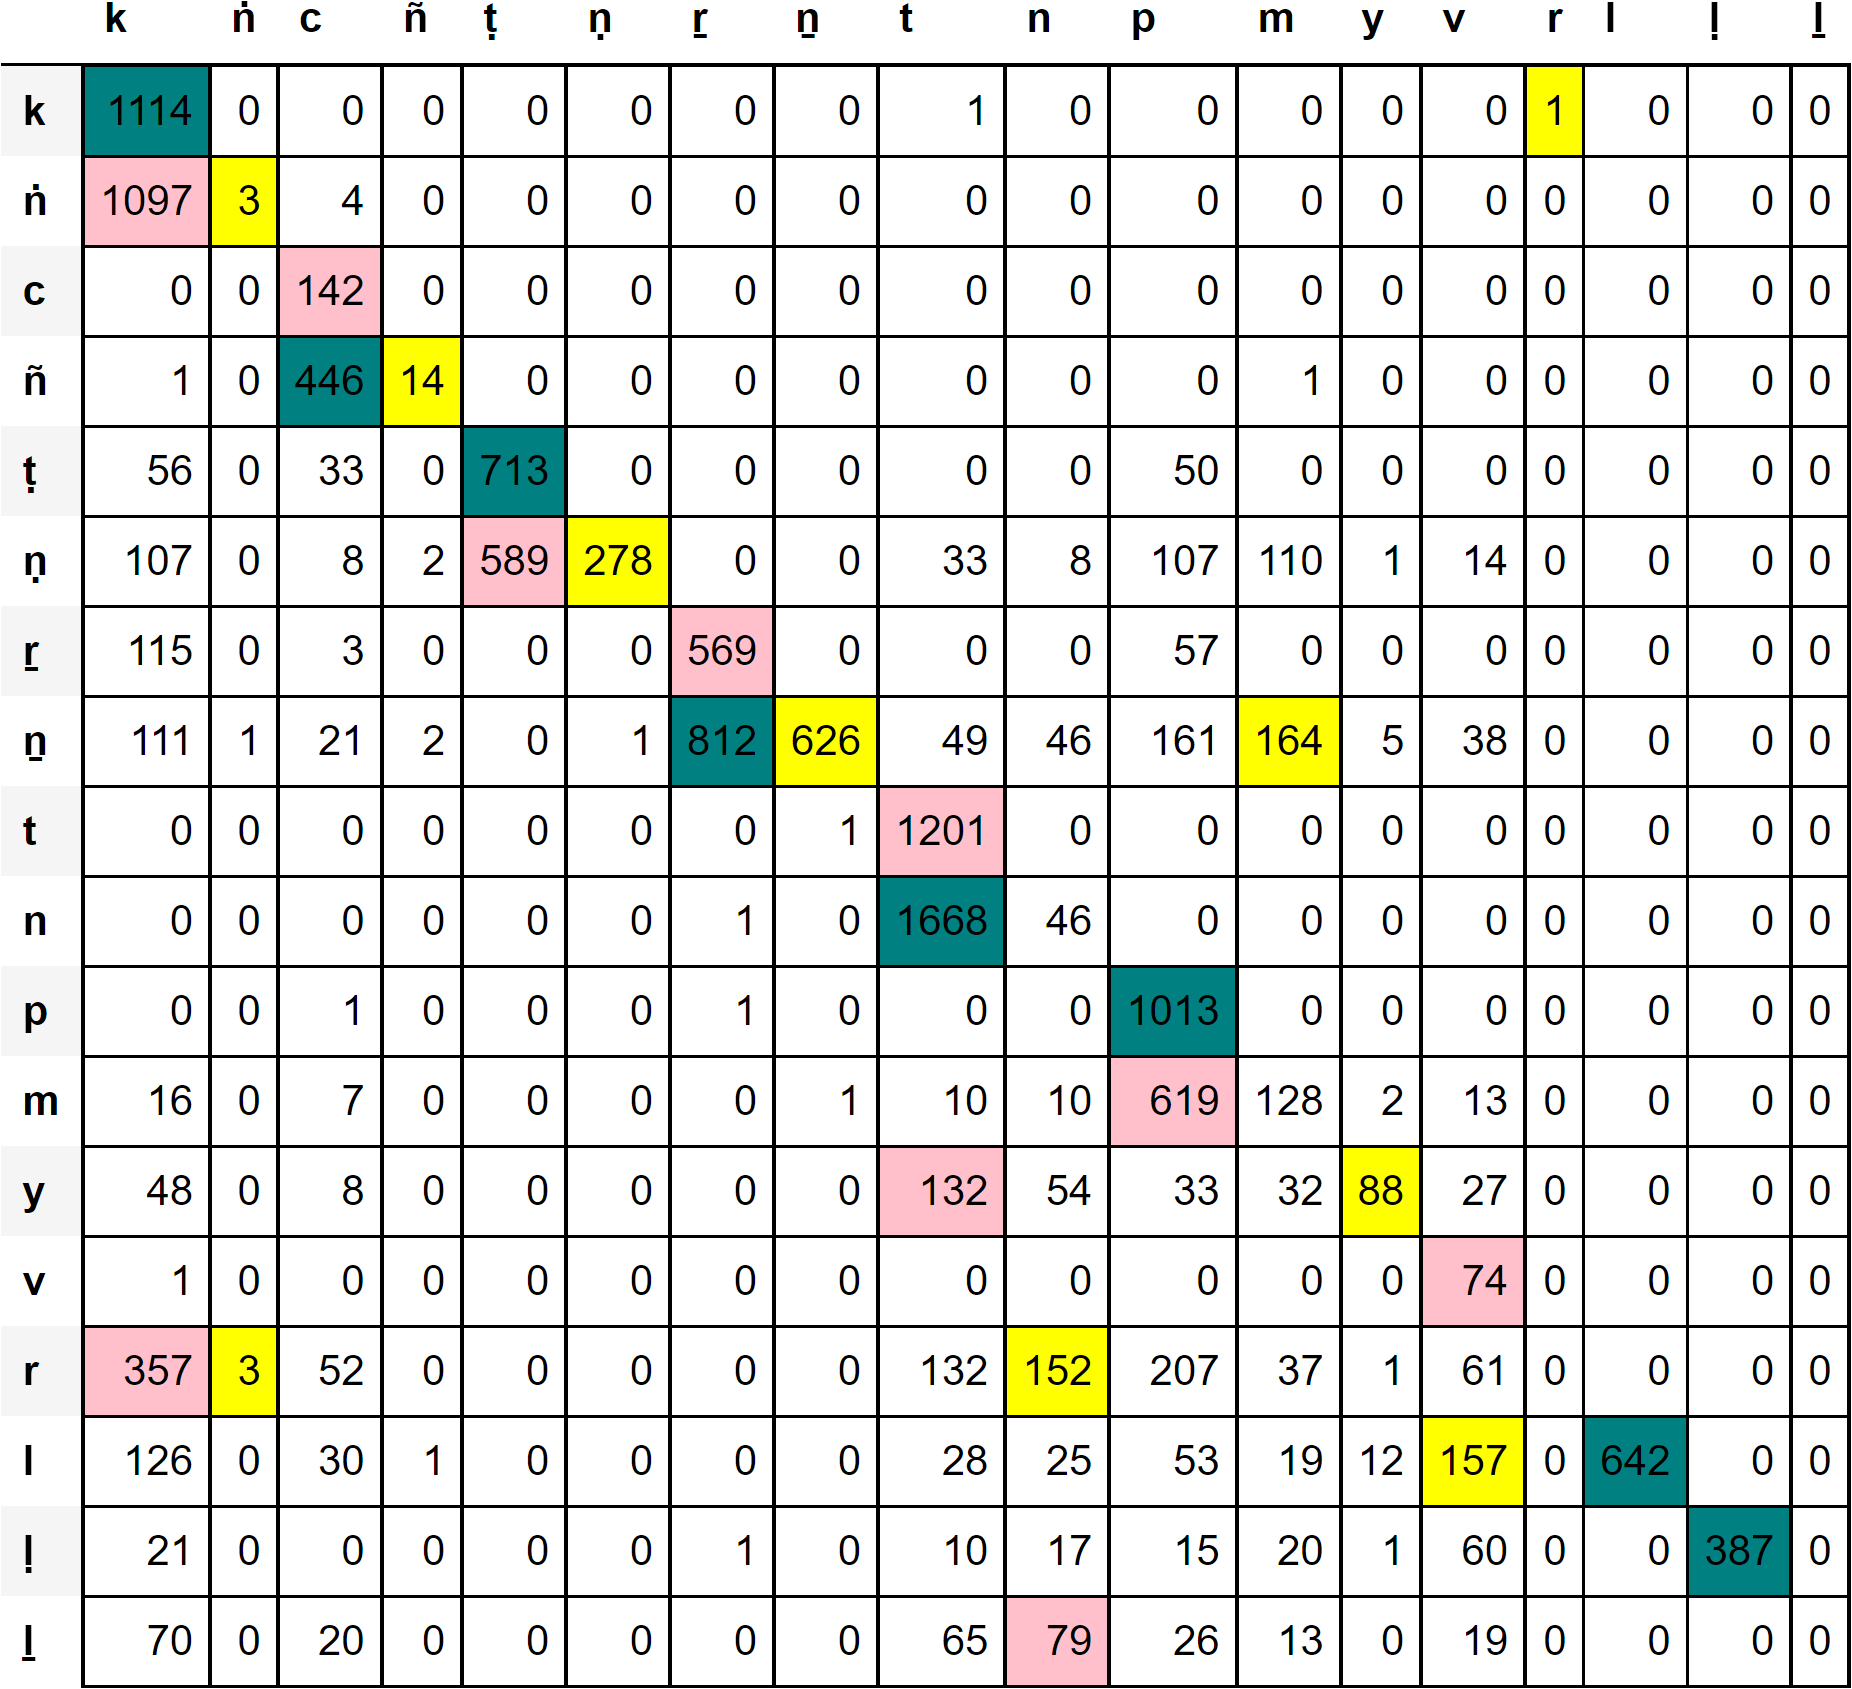 k ṅ c ñ ṭ ṇ ṟ ṉ t n p m y v r l ḷ ḻ
k 1114 0 0 0 0 0 0 0 1 0 0 0 0 0 1 0 0 0
ṅ 1097 3 4 0 0 0 0 0 0 0 0 0 0 0 0 0 0 0
c 0 0 142 0 0 0 0 0 0 0 0 0 0 0 0 0 0 0
ñ 1 0 446 14 0 0 0 0 0 0 0 1 0 0 0 0 0 0
ṭ 56 0 33 0 713 0 0 0 0 0 50 0 0 0 0 0 0 0
ṇ 107 0 8 2 589 278 0 0 33 8 107 110 1 14 0 0 0 0
ṟ 115 0 3 0 0 0 569 0 0 0 57 0 0 0 0 0 0 0
ṉ 111 1 21 2 0 1 812 626 49 46 161 164 5 38 0 0 0 0
t 0 0 0 0 0 0 0 1 1201 0 0 0 0 0 0 0 0 0
n 0 0 0 0 0 0 1 0 1668 46 0 0 0 0 0 0 0 0
p 0 0 1 0 0 0 1 0 0 0 1013 0 0 0 0 0 0 0
m 16 0 7 0 0 0 0 1 10 10 619 128 2 13 0 0 0 0
y 48 0 8 0 0 0 0 0 132 54 33 32 88 27 0 0 0 0
v 1 0 0 0 0 0 0 0 0 0 0 0 0 74 0 0 0 0
r 357 3 52 0 0 0 0 0 132 152 207 37 1 61 0 0 0 0
l 126 0 30 1 0 0 0 0 28 25 53 19 12 157 0 642 0 0
ḷ 21 0 0 0 0 0 1 0 10 17 15 20 1 60 0 0 387 0
ḻ 70 0 20 0 0 0 0 0 65 79 26 13 0 19 0 0 0 0